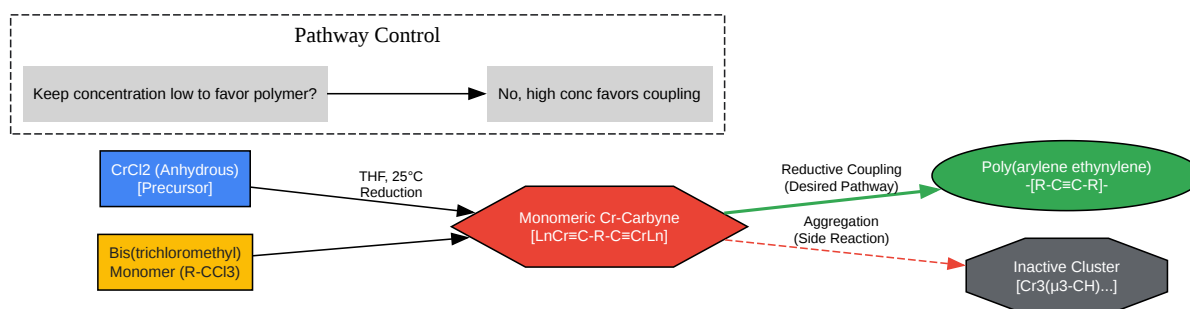 Pathway Control
Keep concentration low to favor polymer?
No, high conc favors coupling
CrCl2 (Anhydrous)
[Precursor]
THF, 25°C
Reduction
Bis(trichloromethyl)
Monomer (R-CCl3)
Monomeric Cr-Carbyne
[LnCr≡C-R-C≡CrLn]
Reductive Coupling
(Desired Pathway)
Aggregation
(Side Reaction)
Poly(arylene ethynylene)
-[R-C≡C-R]-
Inactive Cluster
[Cr3(μ3-CH)...]